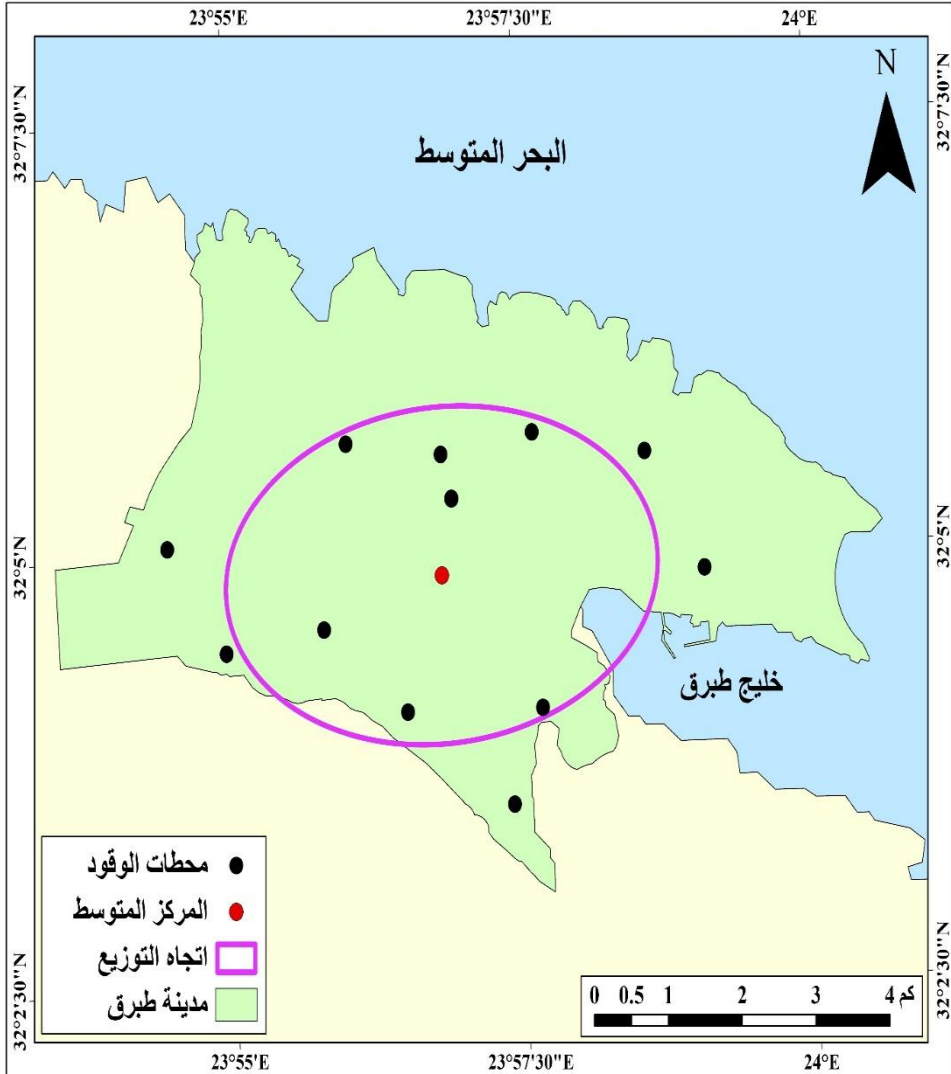 23°55'E 23°57'30"E 24°E
N
32°7'30"N
32°7'30"N
البحر المتوسط
32°5'N
32°5'N
خليج طبرق
محطات الوقود
المركز المتوسط
اتجاه التوزيع
مدينة طبرق
32°2'30"N
32°2'30"N
0 0.5 1 2 3 4 كم
23°55'E 23°57'30"E 24°E